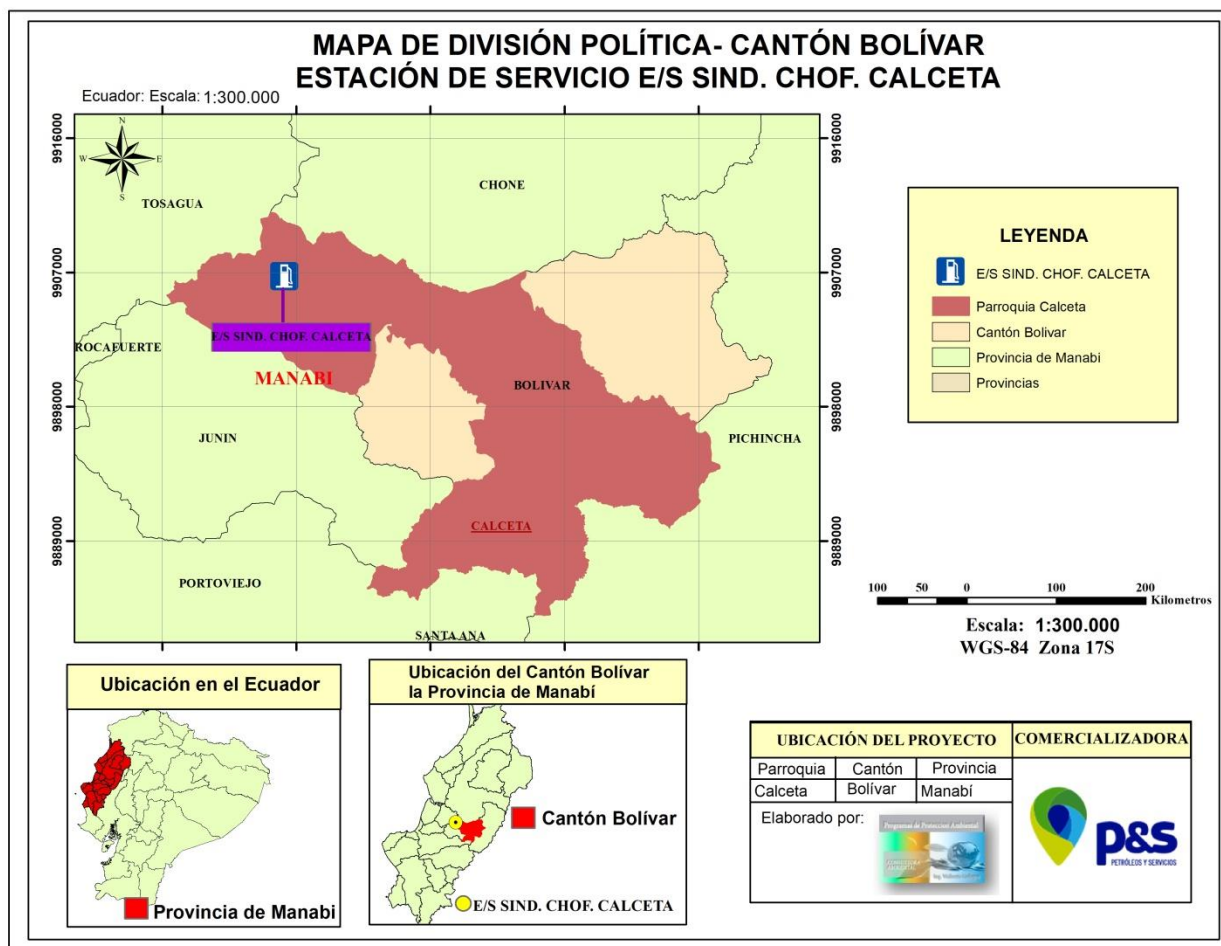 MAPA DE DIVISIÓN POLÍTICA- CANTÓN BOLÍVAR
ESTACIÓN DE SERVICIO E/S SIND. CHOF. CALCETA
Ecuador: Escala: 1:300.000
9916000
9907000
9898000
9889000
9916000
9907000
9898000
9889000
N
W
E
S
TOSAGUA
CHONE
E/S SIND. CHOF. CALCETA
ROCAFUERTE
MANABI
BOLIVAR
JUNIN
PICHINCHA
CALCETA
PORTOVIEJO
SANTA ANA
LEYENDA
E/S SIND. CHOF. CALCETA
Parroquia Calceta
Cantón Bolivar
Provincia de Manabi
Provincias
100 50 0 100 200
Kilometros
Escala: 1:300.000
WGS-84 Zona 17S
Ubicación en el Ecuador
Provincia de Manabi
Ubicación del Cantón Bolívar
la Provincia de Manabí
Cantón Bolívar
E/S SIND. CHOF. CALCETA
UBICACIÓN DEL PROYECTO
COMERCIALIZADORA
Parroquia Cantón Provincia
Calceta Bolívar Manabí
Elaborado por:
Programas de Proteccion Ambiental
P&S
PETRÓLEOS Y SERVICIOS